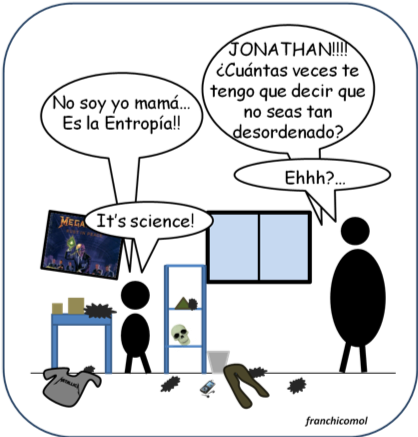 JONATHAN!!!!
¿Cuántas veces te
tengo que decir que
no seas tan
desordenado?
No soy yo mamá...
Es la Entropía!!
Ehhh?...
It's science!
MEGA
METALLICA
franchicomol